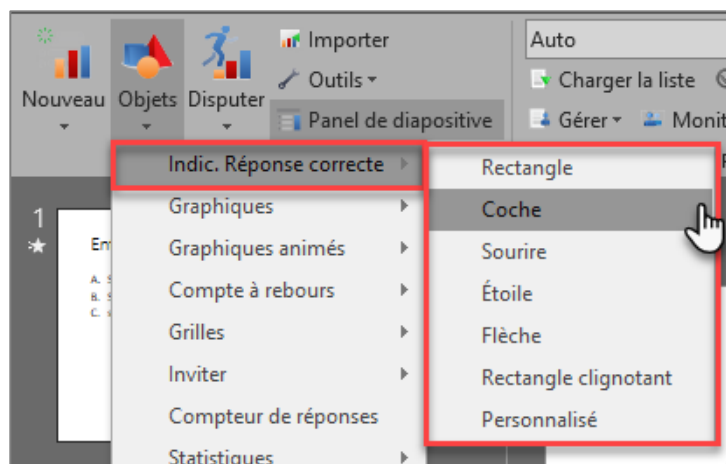 Importer
Auto
Outils
Charger la liste
Nouveau Objets Disputer
Panel de diapositive
Gérer
Indic. Réponse correcte
Rectangle
1
Graphiques
Coche
Graphiques animés
Sourire
A.
B.
C.
Compte à rebours
Étoile
Grilles
Flèche
Inviter
Rectangle clignotant
Compteur de réponses
Personnalisé
Statistiques